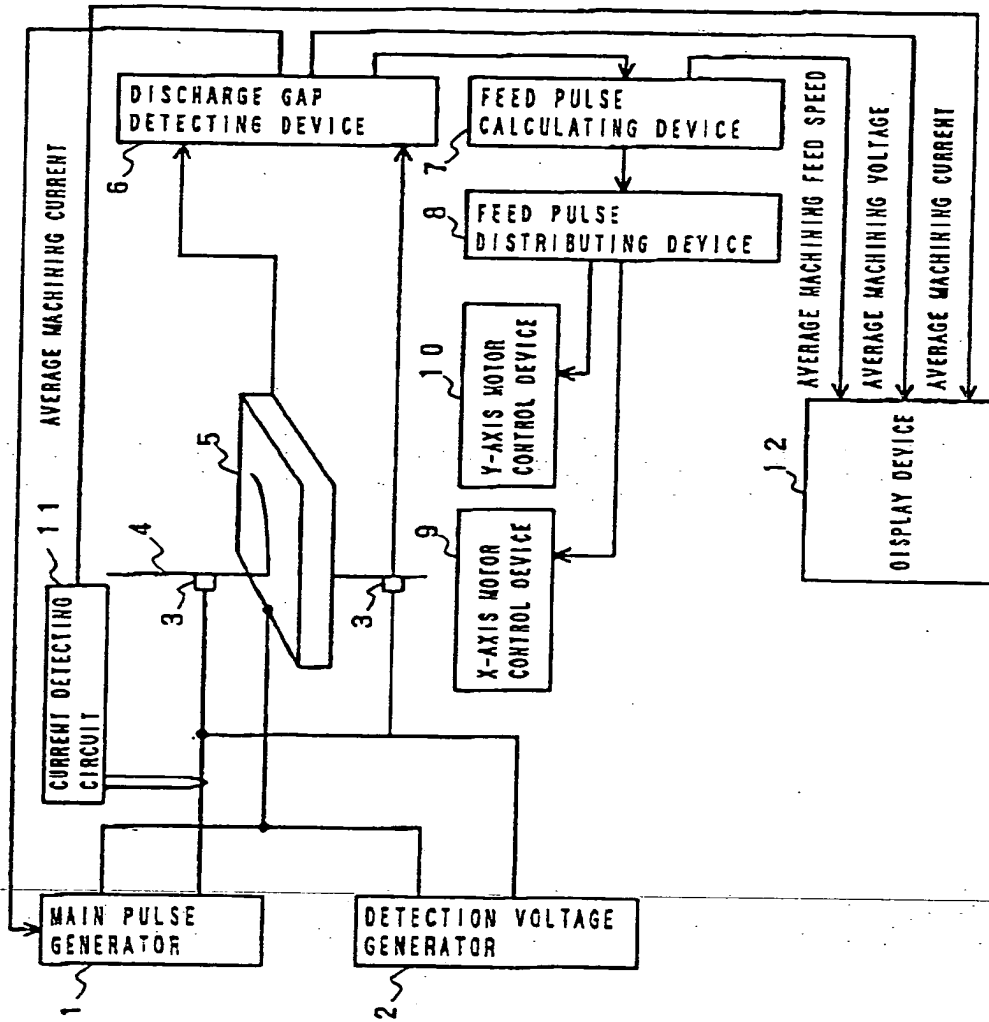 DISCHARGE GAP
DETECTING DEVICE
6
FEED PULSE
CALCULATING DEVICE
7
8
FEED PULSE
DISTRIBUTING DEVICE
AVERAGE MACHINING CURRENT
11
CURRENT DETECTING
CIRCUIT
4
3
5
3
10
Y-AXIS MOTOR
CONTROL DEVICE
9
X-AXIS MOTOR
CONTROL DEVICE
AVERAGE MACHINING FEED SPEED
AVERAGE MACHINING VOLTAGE
AVERAGE MACHINING CURRENT
12
DISPLAY DEVICE
MAIN PULSE
GENERATOR
1
DETECTION VOLTAGE
GENERATOR
2